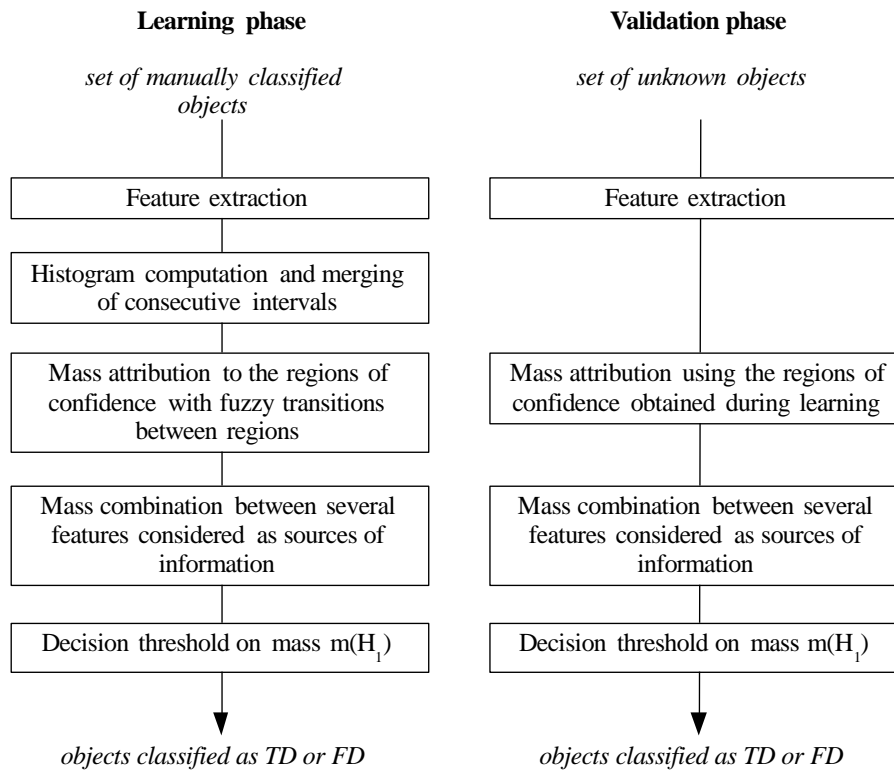 Learning phase
set of manually classified
objects
Feature extraction
Histogram computation and merging
of consecutive intervals
Mass attribution to the regions of
confidence with fuzzy transitions
between regions
Mass combination between several
features considered as sources of
information
Decision threshold on mass m(H₁)
objects classified as TD or FD
Validation phase
set of unknown objects
Feature extraction
Mass attribution using the regions of
confidence obtained during learning
Mass combination between several
features considered as sources of
information
Decision threshold on mass m(H₁)
objects classified as TD or FD